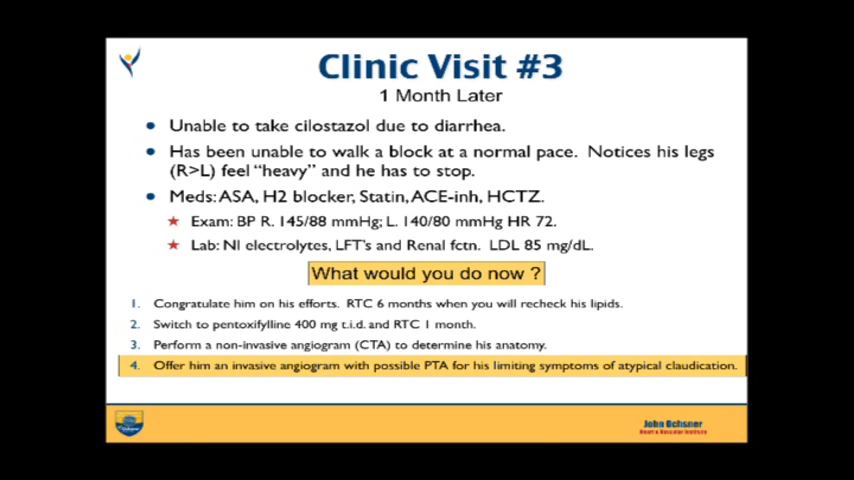 Clinic Visit #3
1 Month Later
• Unable to take cilostazol due to diarrhea.
• Has been unable to walk a block at a normal pace. Notices his legs
(R>L) feel “heavy” and he has to stop.
• Meds: ASA, H2 blocker, Statin, ACE-inh, HCTZ.
★ Exam: BP R. 145/88 mmHg; L. 140/80 mmHg HR 72.
★ Lab: Nl electrolytes, LFT's and Renal fctn. LDL 85 mg/dL.
What would you do now ?
1. Congratulate him on his efforts. RTC 6 months when you will recheck his lipids.
2. Switch to pentoxifylline 400 mg t.i.d. and RTC 1 month.
3. Perform a non-invasive angiogram (CTA) to determine his anatomy.
4. Offer him an invasive angiogram with possible PTA for his limiting symptoms of atypical claudication.
John Ochsner
Heart & Vascular Institute